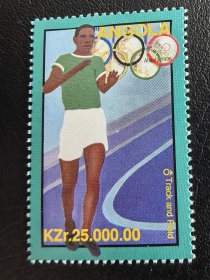 ANGOLA
Track and Field
KZr.25.000.00